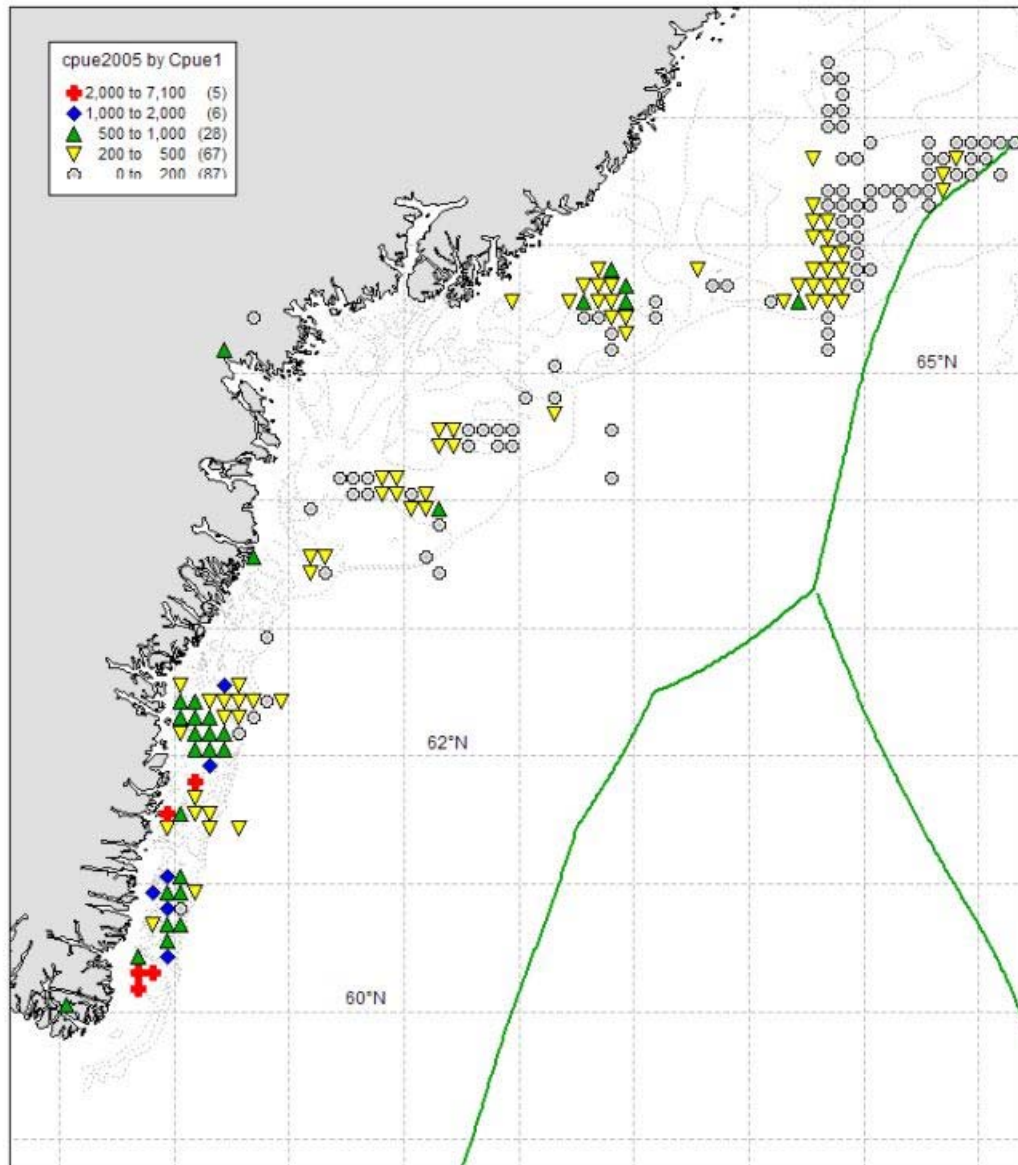 cpue2005 by Cpue1
2,000 to 7,100 (5)
1,000 to 2,000 (6)
500 to 1,000 (28)
200 to 500 (67)
0 to 200 (87)
65°N
62°N
60°N